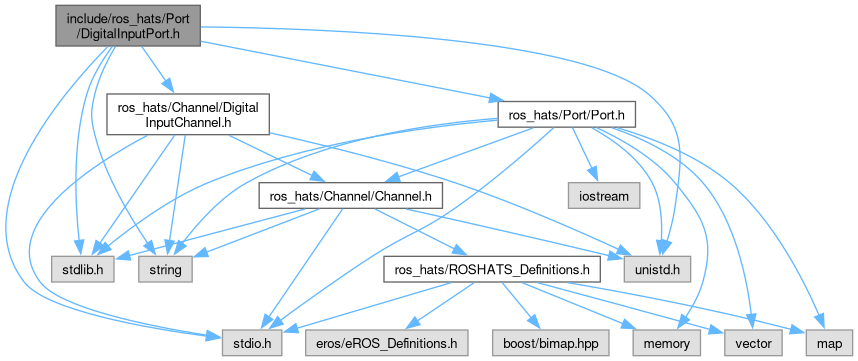 include/ros_hats/Port
/DigitalInputPort.h
ros_hats/Channel/Digital
InputChannel.h
ros_hats/Port/Port.h
ros_hats/Channel/Channel.h
iostream
stdlib.h
string
ros_hats/ROSHATS_Definitions.h
unistd.h
stdio.h
eros/eROS_Definitions.h
boost/bimap.hpp
memory
vector
map